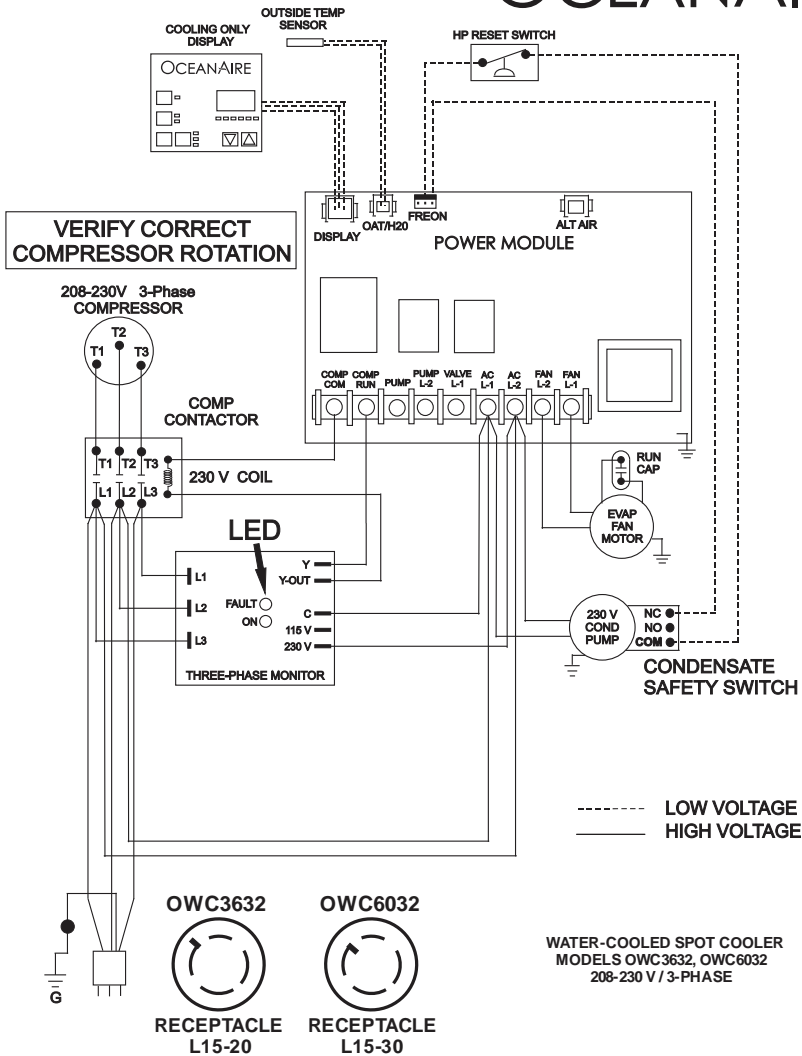 OUTSIDE TEMP
SENSOR
COOLING ONLY
DISPLAY
OCEANAIRE
HP RESET SWITCH
DISPLAY
OAT/H20
FREON
ALT AIR
POWER MODULE
VERIFY CORRECT
COMPRESSOR ROTATION
208-230V 3-Phase
COMPRESSOR
T1
T2
T3
COMP
COM
COMP
RUN
PUMP
PUMP
L-2
VALVE
L-1
AC
L-1
AC
L-2
FAN
L-2
FAN
L-1
COMP
CONTACTOR
T1 T2 T3
L1 L2 L3
230 V COIL
RUN
CAP
EVAP
FAN
MOTOR
LED
L1
L2
L3
FAULT
ON
Y
Y-OUT
C
115 V
230 V
THREE-PHASE MONITOR
230 V
COND
PUMP
NC
NO
COM
CONDENSATE
SAFETY SWITCH
LOW VOLTAGE
HIGH VOLTAGE
G
OWC3632
RECEPTACLE
L15-20
OWC6032
RECEPTACLE
L15-30
WATER-COOLED SPOT COOLER
MODELS OWC3632, OWC6032
208-230 V / 3-PHASE